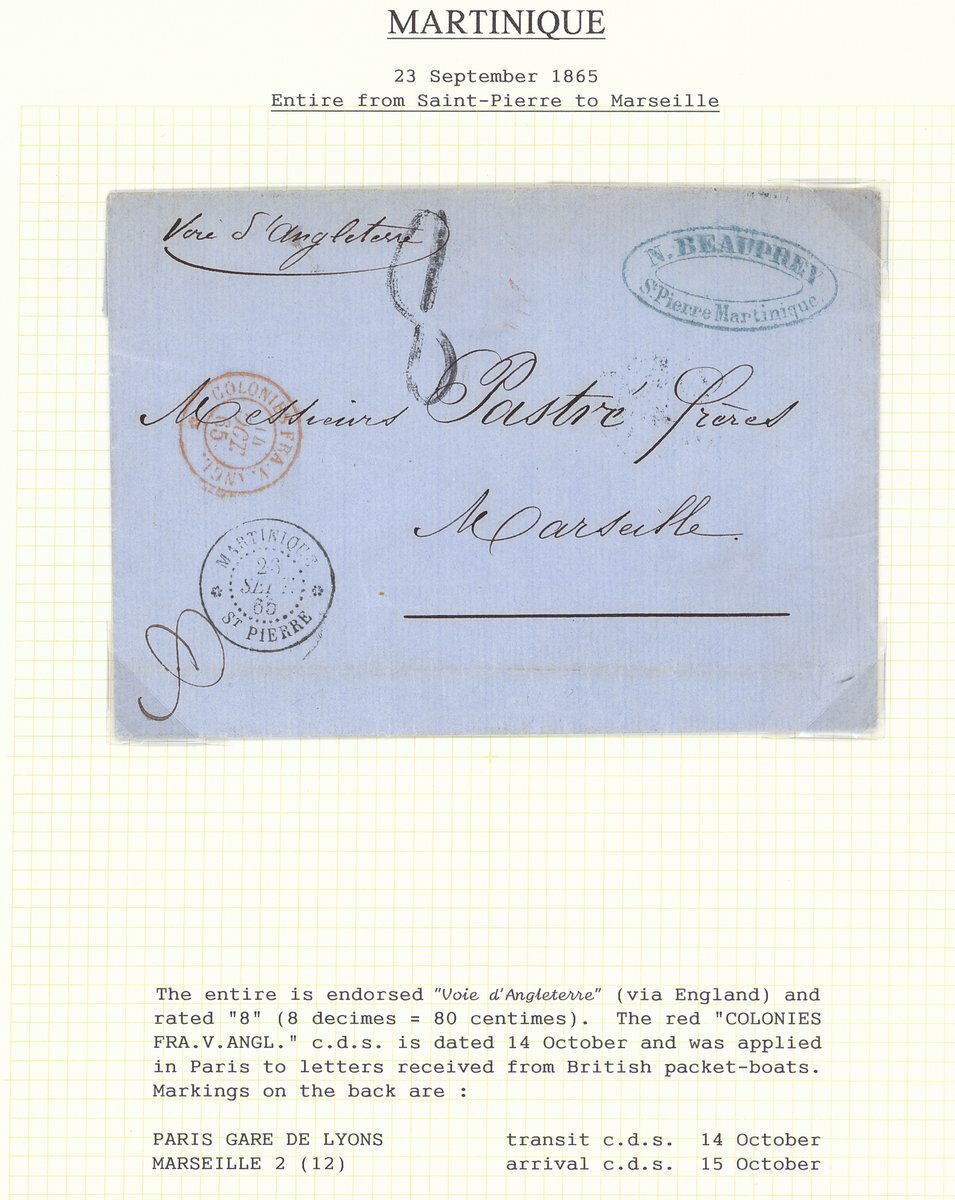 MARTINIQUE
23 September 1865
Entire from Saint-Pierre to Marseille
Voie d'Angleterre
8
N. BEAUPREY
St Pierre Martinique
Messieurs Pastré frères
COLONIES FRA.V.ANGL.
14
OCT.
65
Marseille.
MARTINIQUE
23
SEPT.
65
ST PIERRE
The entire is endorsed "Voie d'Angleterre" (via England) and
rated "8" (8 decimes = 80 centimes). The red "COLONIES
FRA.V.ANGL." c.d.s. is dated 14 October and was applied
in Paris to letters received from British packet-boats.
Markings on the back are :
PARIS GARE DE LYONS transit c.d.s. 14 October
MARSEILLE 2 (12) arrival c.d.s. 15 October